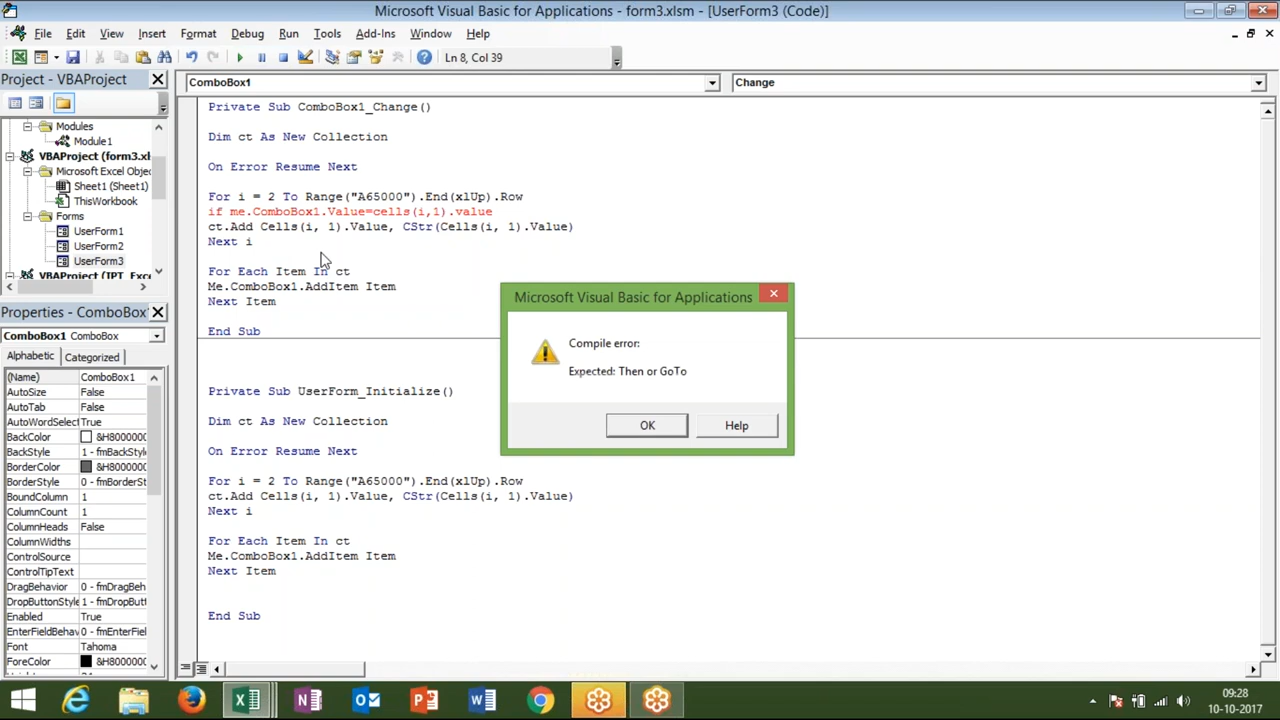 Microsoft Visual Basic for Applications - form3.xlsm - [UserForm3 (Code)]
File Edit View Insert Format Debug Run Tools Add-Ins Window Help
Ln 8, Col 39
Project - VBAProject
ComboBox1
Change
Modules
Module1
VBAProject (form3.xl
Microsoft Excel Objec
Sheet1 (Sheet1)
ThisWorkbook
Forms
UserForm1
UserForm2
UserForm3
VBAProject (IPT_Exce
Properties - ComboBox
ComboBox1 ComboBox
Alphabetic Categorized
(Name) ComboBox1
AutoSize False
AutoTab False
AutoWordSelect True
BackColor &H8000000
BackStyle 1 - fmBackStyl
BorderColor &H8000000
BorderStyle 0 - fmBorderSt
BoundColumn 1
ColumnCount 1
ColumnHeads False
ColumnWidths
ControlSource
ControlTipText
DragBehavior 0 - fmDragBeh
DropButtonStyle 1 - fmDropButt
Enabled True
EnterFieldBehav 0 - fmEnterFiel
Font Tahoma
ForeColor &H8000000
Private Sub ComboBox1_Change()
Dim ct As New Collection
On Error Resume Next
For i = 2 To Range("A65000").End(xlUp).Row
if me.ComboBox1.Value=cells(i,1).value
ct.Add Cells(i, 1).Value, CStr(Cells(i, 1).Value)
Next i
For Each Item In ct
Me.ComboBox1.AddItem Item
Next Item
End Sub
Private Sub UserForm_Initialize()
Dim ct As New Collection
On Error Resume Next
For i = 2 To Range("A65000").End(xlUp).Row
ct.Add Cells(i, 1).Value, CStr(Cells(i, 1).Value)
Next i
For Each Item In ct
Me.ComboBox1.AddItem Item
Next Item
End Sub
Microsoft Visual Basic for Applications
Compile error:
Expected: Then or GoTo
OK Help
09:28
10-10-2017